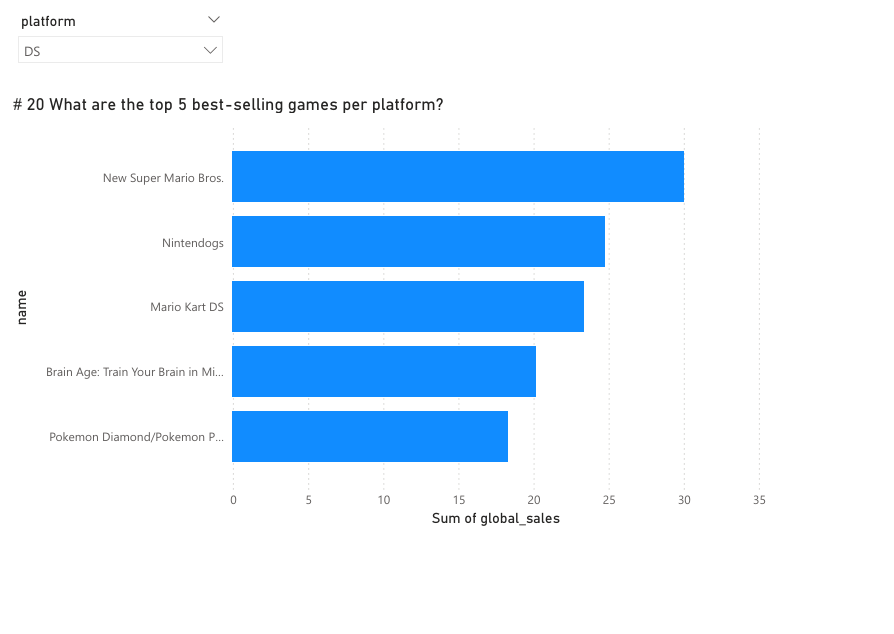 platform
DS
# 20 What are the top 5 best-selling games per platform?
New Super Mario Bros.
Nintendogs
Mario Kart DS
Brain Age: Train Your Brain in Mi...
Pokemon Diamond/Pokemon P...
name
0 5 10 15 20 25 30 35
Sum of global_sales